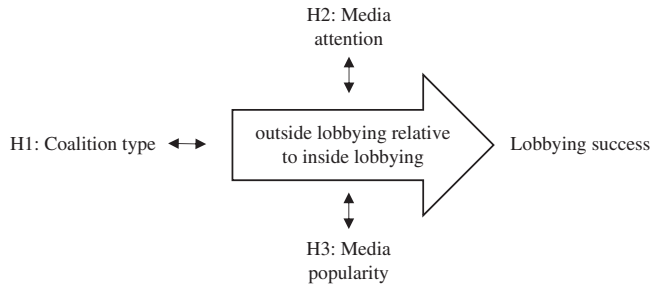 H2: Media
attention
H1: Coalition type
outside lobbying relative
to inside lobbying
Lobbying success
H3: Media
popularity